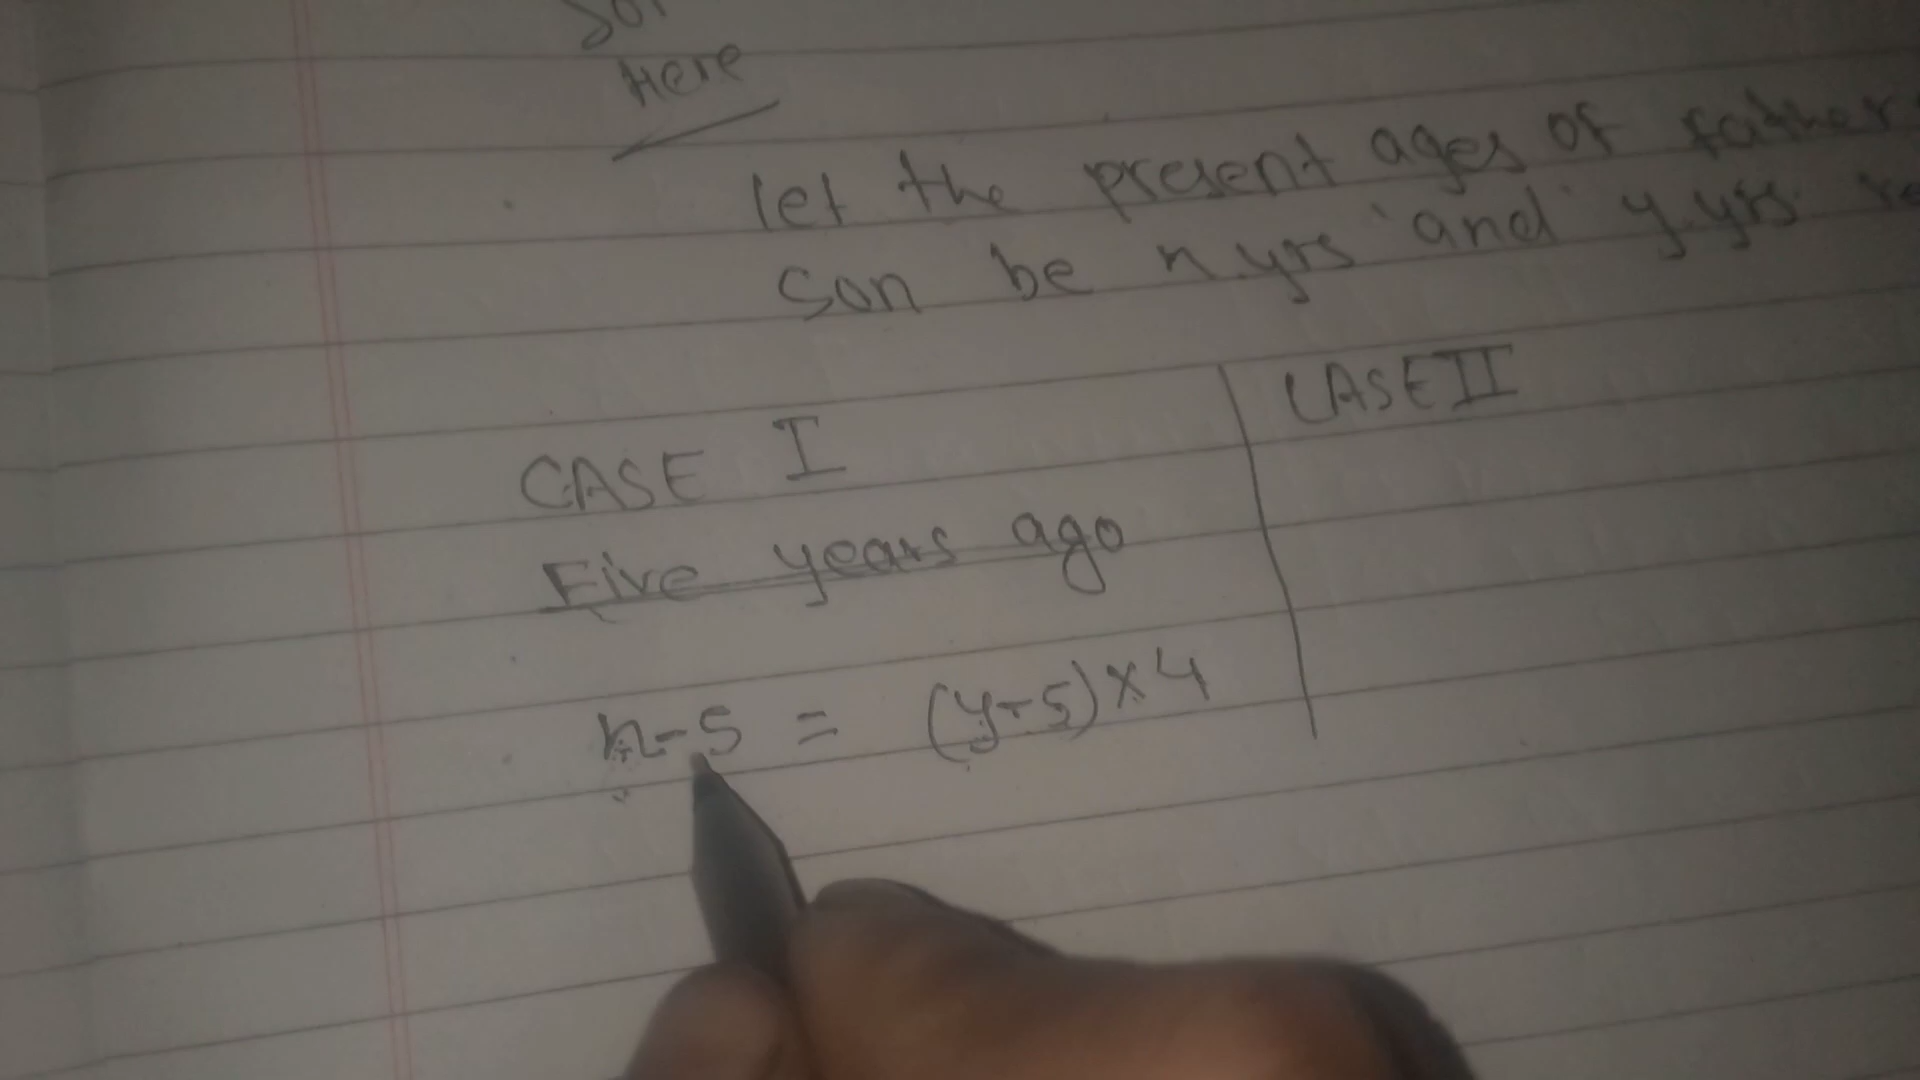 Here
let the present ages of father
son be x yrs and y yrs
CASE I
CASE II
Five years ago
x-5 = (y-5)×4